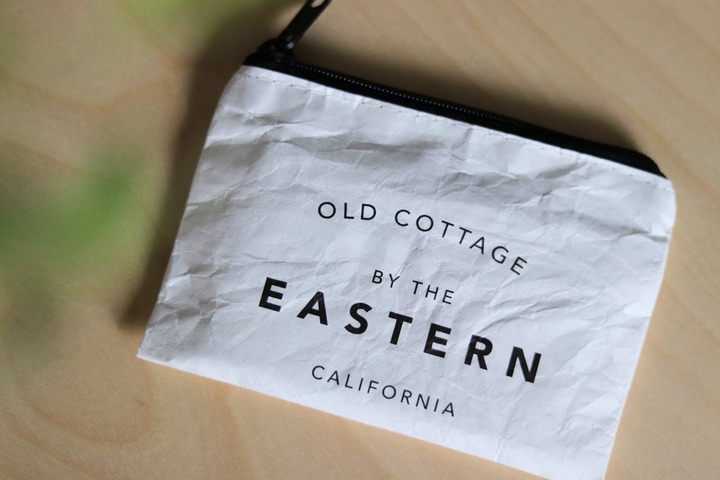 OLD COTTAGE
BY THE
EASTERN
CALIFORNIA